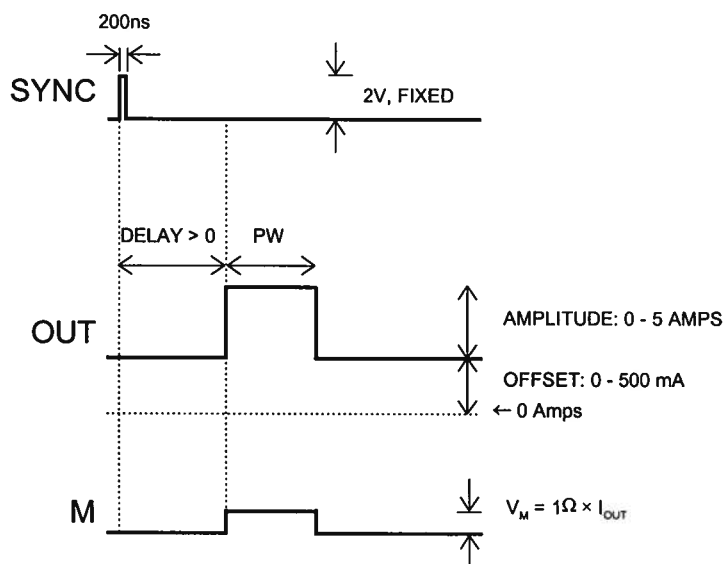 200ns
SYNC
2V, FIXED
DELAY > 0
PW
OUT
AMPLITUDE: 0 - 5 AMPS
OFFSET: 0 - 500 mA
← 0 Amps
M
V_M = 1Ω × I_OUT